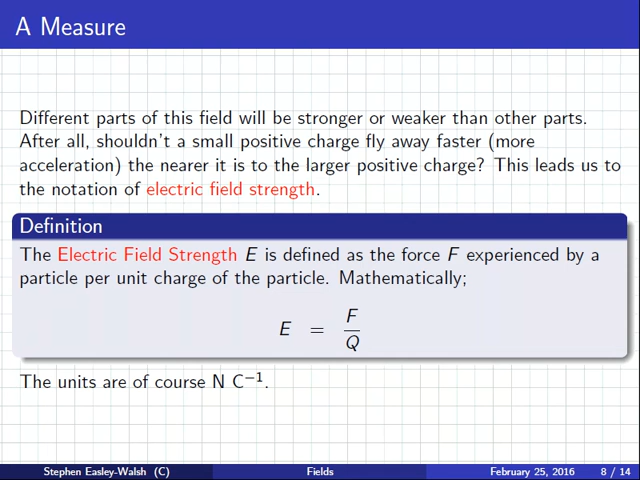 A Measure
Different parts of this field will be stronger or weaker than other parts.
After all, shouldn't a small positive charge fly away faster (more
acceleration) the nearer it is to the larger positive charge? This leads us to
the notation of electric field strength.
Definition
The Electric Field Strength E is defined as the force F experienced by a
particle per unit charge of the particle. Mathematically;
E = F/Q
The units are of course N C⁻¹.
Stephen Easley-Walsh (C) Fields February 25, 2016 8 / 14